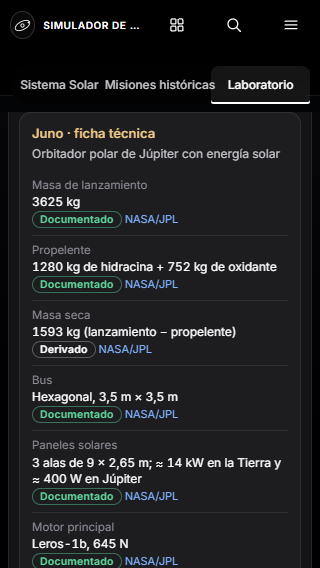 SIMULADOR DE ...
Sistema Solar Misiones históricas Laboratorio
Juno · ficha técnica
Orbitador polar de Júpiter con energía solar
Masa de lanzamiento
3625 kg
Documentado NASA/JPL
Propelente
1280 kg de hidracina + 752 kg de oxidante
Documentado NASA/JPL
Masa seca
1593 kg (lanzamiento − propelente)
Derivado NASA/JPL
Bus
Hexagonal, 3,5 m × 3,5 m
Documentado NASA/JPL
Paneles solares
3 alas de 9 × 2,65 m; ≈ 14 kW en la Tierra y
≈ 400 W en Júpiter
Documentado NASA/JPL
Motor principal
Leros-1b, 645 N
Documentado NASA/JPL